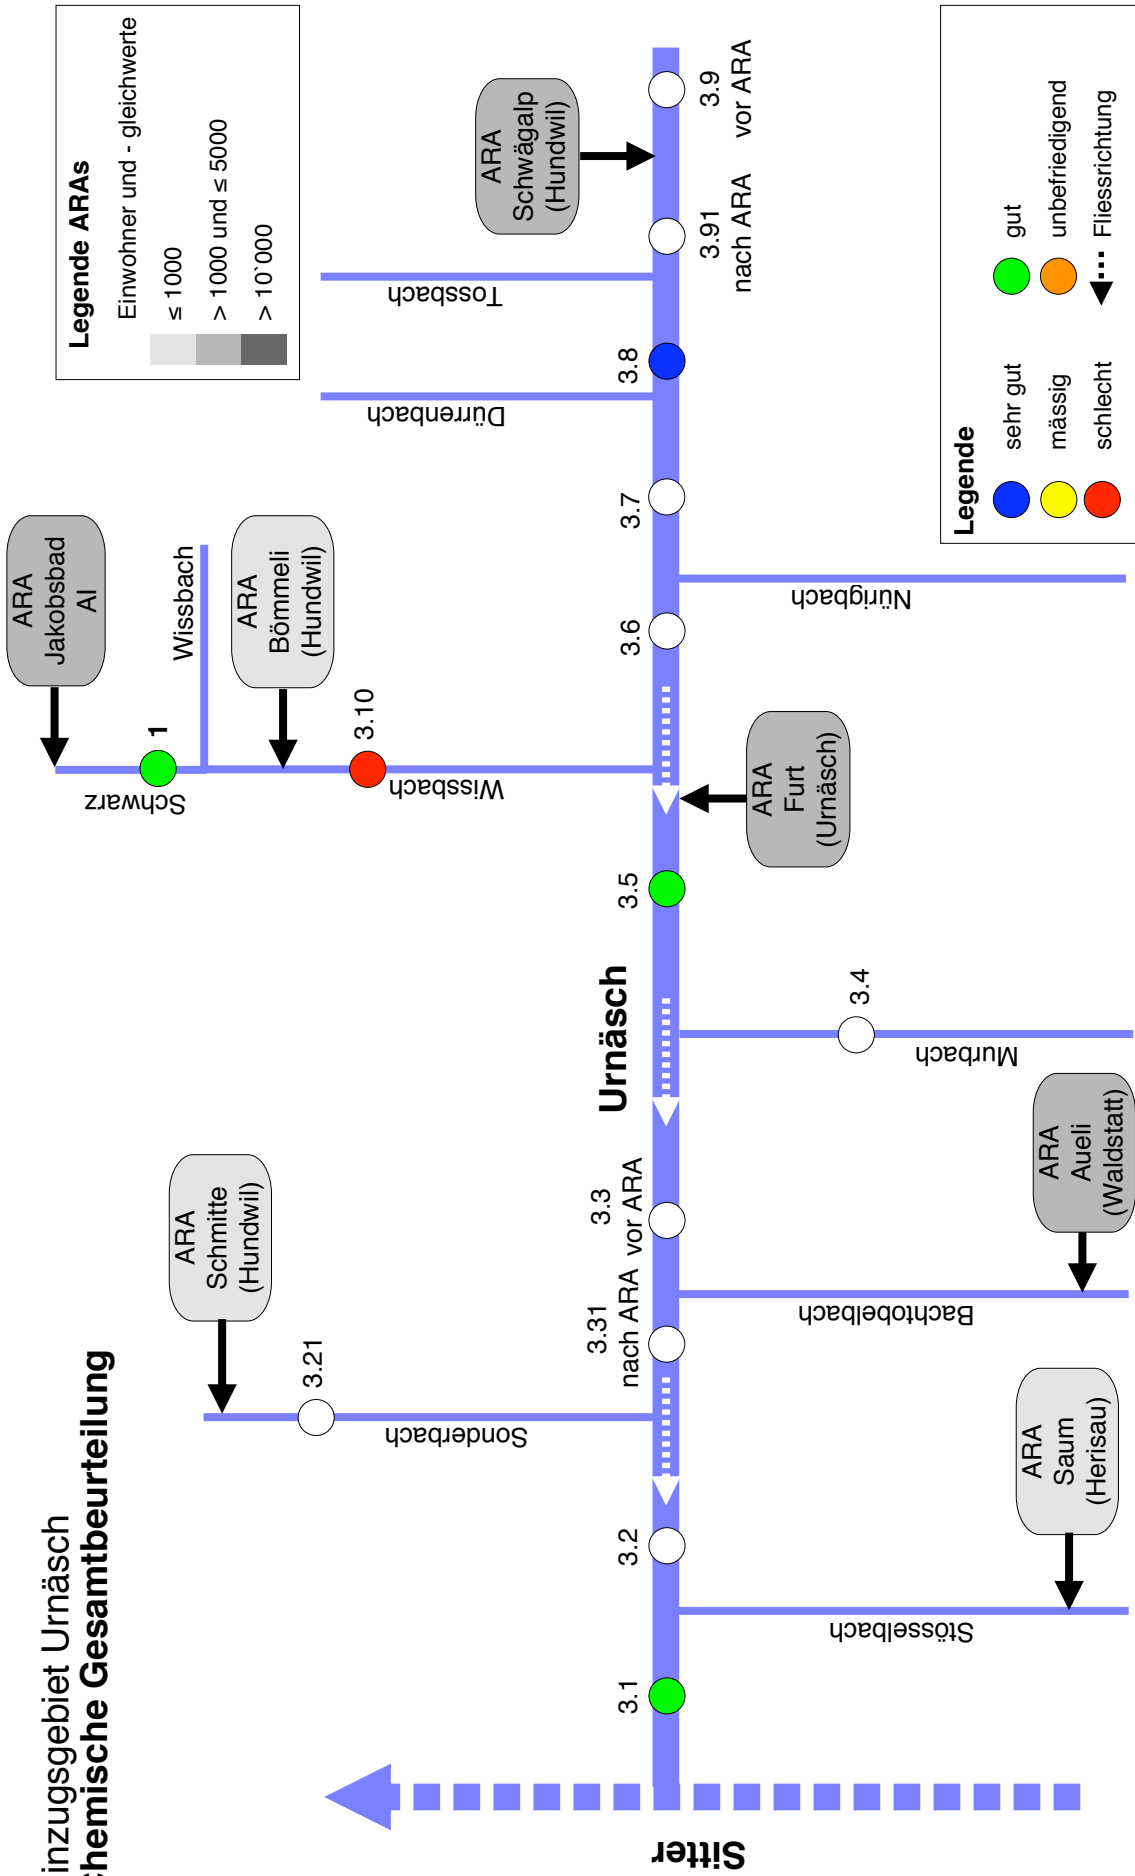 inzugsgebiet Urnäsch
hemische Gesamtbeurteilung
Legende ARAs
Einwohner und - gleichwerte
≤ 1000
> 1000 und ≤ 5000
> 10`000
ARA
Jakobsbad
AI
Schwarz
1
Wissbach
ARA
Bömmeli
(Hundwil)
3.10
Wissbach
ARA
Schmitte
(Hundwil)
3.21
Sonderbach
Dürrenbach
Tossbach
ARA
Schwägalp
(Hundwil)
Urnäsch
Sitter
3.1
3.2
3.31
nach ARA
3.3
vor ARA
3.5
3.6
3.7
3.8
3.91
nach ARA
3.9
vor ARA
Stösselbach
ARA
Saum
(Herisau)
Bachtobelbach
ARA
Aueli
(Waldstatt)
Murbach
3.4
ARA
Furt
(Urnäsch)
Nürigbach
Legende
sehr gut
gut
mässig
unbefriedigend
schlecht
Fliessrichtung